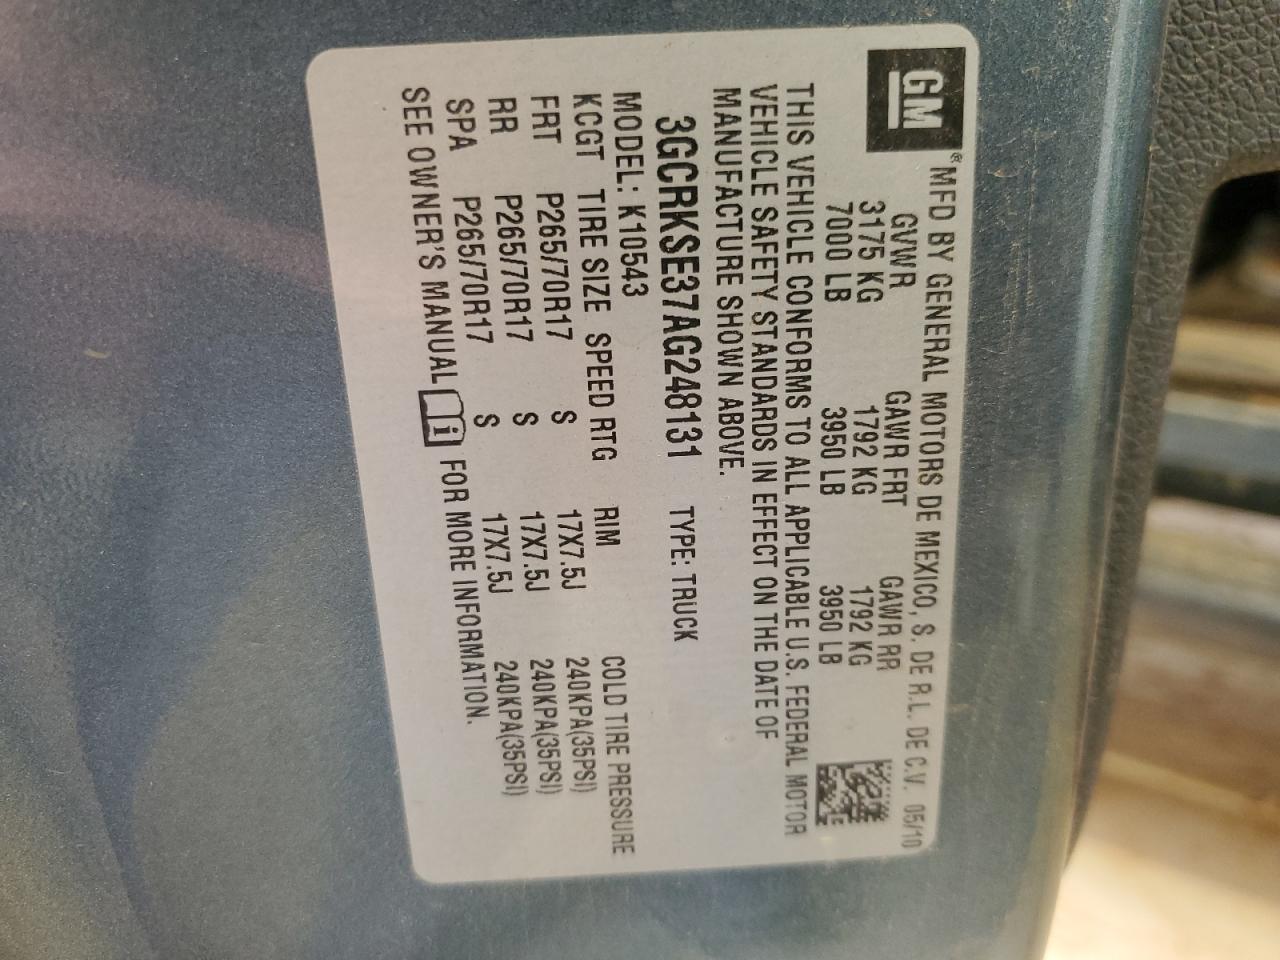 GM
MFD BY GENERAL MOTORS DE MEXICO, S. DE R.L. DE C.V. 05/10
GVWR GAWR FRT GAWR RR
3175 KG 1792 KG 1792 KG
7000 LB 3950 LB 3950 LB
THIS VEHICLE CONFORMS TO ALL APPLICABLE U.S. FEDERAL MOTOR
VEHICLE SAFETY STANDARDS IN EFFECT ON THE DATE OF
MANUFACTURE SHOWN ABOVE.
3GCRKSE37AG248131 TYPE: TRUCK
MODEL: K10543
KCGT TIRE SIZE SPEED RTG RIM COLD TIRE PRESSURE
FRT P265/70R17 S 17X7.5J 240KPA(35PSI)
RR P265/70R17 S 17X7.5J 240KPA(35PSI)
SPA P265/70R17 S 17X7.5J 240KPA(35PSI)
SEE OWNER'S MANUAL i FOR MORE INFORMATION.